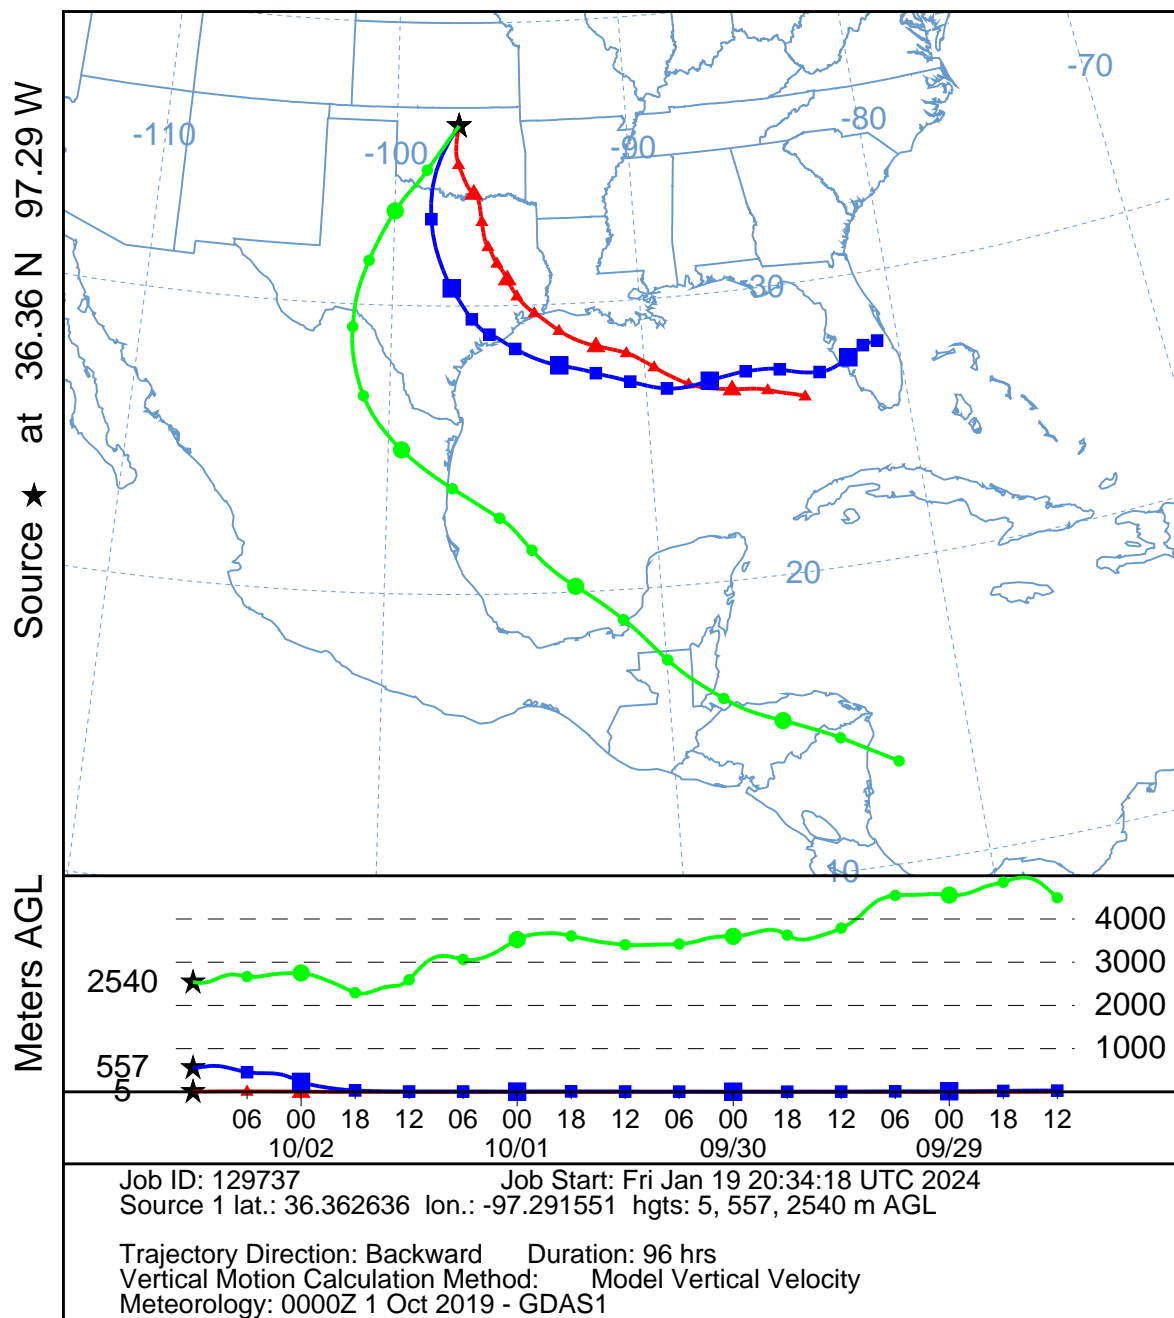 Source ★ at 36.36 N 97.29 W
-70
-80
-110
-100
-90
30
20
10
Meters AGL
4000
3000
2540
2000
1000
557
5
06 00 18 12 06 00 18 12 06 00 18 12 06 00 18 12
10/02 10/01 09/30 09/29
Job ID: 129737 Job Start: Fri Jan 19 20:34:18 UTC 2024
Source 1 lat.: 36.362636 lon.: -97.291551 hgts: 5, 557, 2540 m AGL
Trajectory Direction: Backward Duration: 96 hrs
Vertical Motion Calculation Method: Model Vertical Velocity
Meteorology: 0000Z 1 Oct 2019 - GDAS1